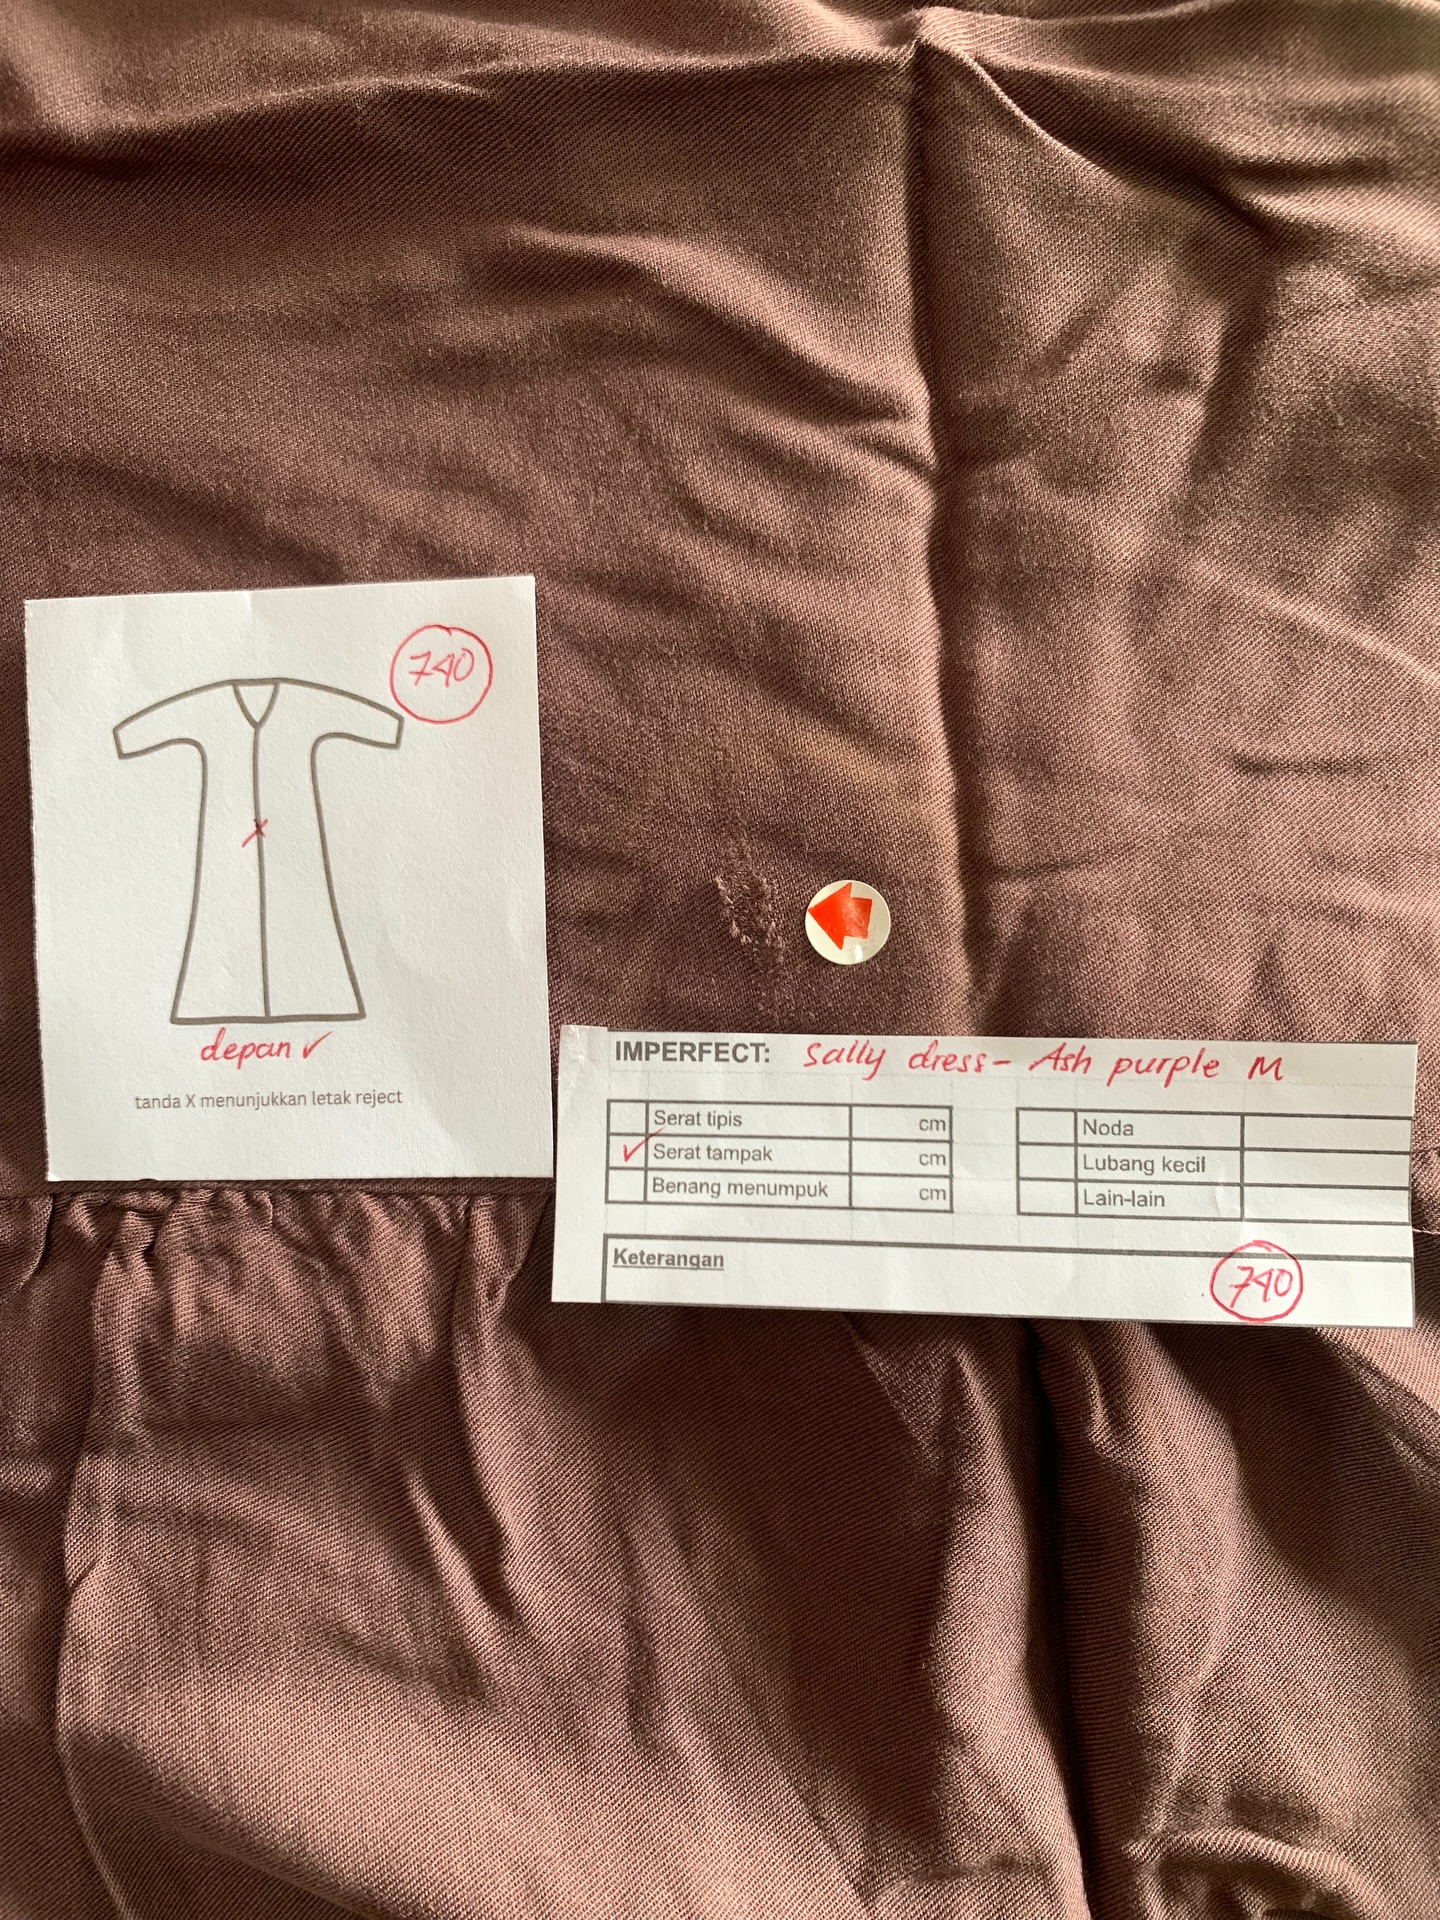 740
depan ✓
tanda X menunjukkan letak reject
IMPERFECT: Sally dress - Ash purple M
Serat tipis cm
✓ Serat tampak cm
Benang menumpuk cm
Noda
Lubang kecil
Lain-lain
Keterangan
740